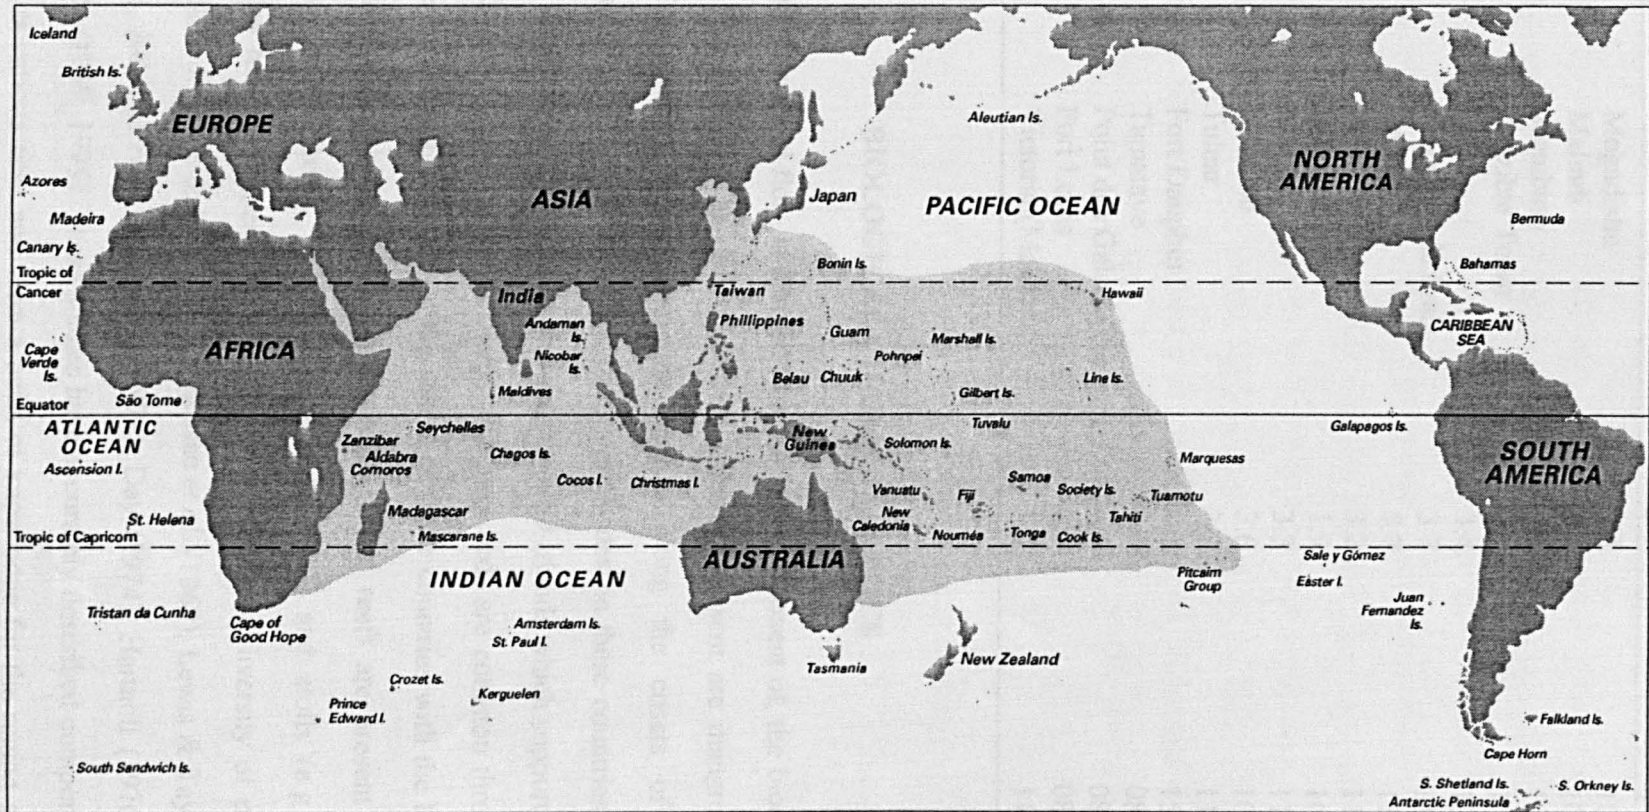 Iceland
British Is.
EUROPE
Azores
Madeira
Canary Is.
Tropic of
Cancer
ASIA
Japan
Aleutian Is.
PACIFIC OCEAN
NORTH
AMERICA
Bermuda
Bahamas
Bonin Is.
Hawaii
Taiwan
India
Phillippines
Andaman
Is.
Guam
Marshall Is.
CARIBBEAN
SEA
AFRICA
Cape
Verde
Is.
Nicobar
Is.
Pohnpei
Belau
Chuuk
Line Is.
Maldives
Gilbert Is.
São Tome
Equator
ATLANTIC
OCEAN
Ascension I.
Seychelles
Zanzibar
Aldabra
Comoros
Chagos Is.
Cocos I.
Christmas I.
New
Guinea
Solomon Is.
Tuvalu
Galapagos Is.
SOUTH
AMERICA
Marquesas
Samoa
Society Is.
Tuamotu
Vanuatu
Fiji
New
Caledonia
Nouméa
Tonga
Cook Is.
Tahiti
St. Helena
Madagascar
Mascarane Is.
Tropic of Capricorn
AUSTRALIA
INDIAN OCEAN
Pitcairn
Group
Sale y Gómez
Easter I.
Juan
Fernandez
Is.
Tristan da Cunha
Cape of
Good Hope
Amsterdam Is.
St. Paul I.
Tasmania
New Zealand
Crozet Is.
Kerguelen
Prince
Edward I.
Falkland Is.
Cape Horn
South Sandwich Is.
S. Shetland Is.
S. Orkney Is.
Antarctic Peninsula